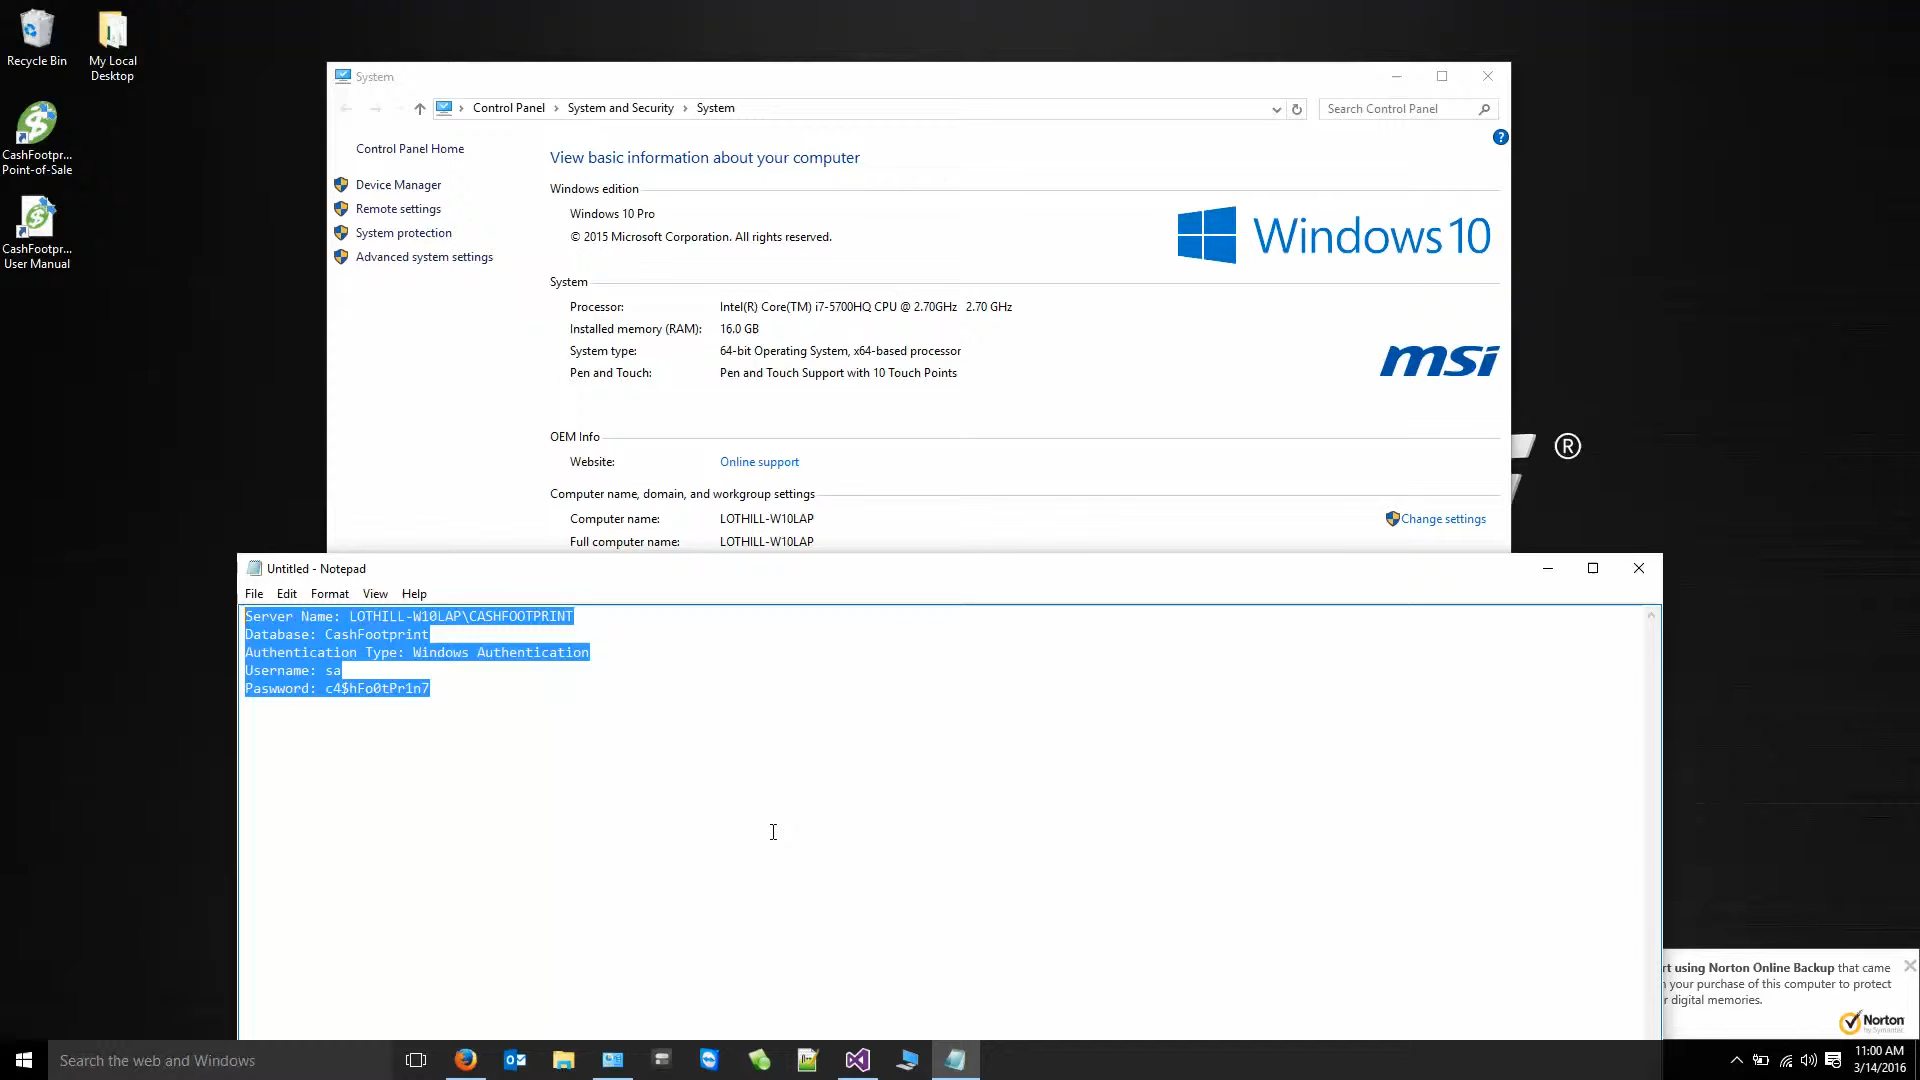 Recycle Bin
My Local
Desktop
CashFootpr...
Point-of-Sale
CashFootpr...
User Manual
System
Control Panel
System and Security
System
Search Control Panel
Control Panel Home
Device Manager
Remote settings
System protection
Advanced system settings
View basic information about your computer
Windows edition
Windows 10 Pro
© 2015 Microsoft Corporation. All rights reserved.
Windows 10
System
Processor: Intel(R) Core(TM) i7-5700HQ CPU @ 2.70GHz 2.70 GHz
Installed memory (RAM): 16.0 GB
System type: 64-bit Operating System, x64-based processor
Pen and Touch: Pen and Touch Support with 10 Touch Points
msi
OEM Info
Website: Online support
Computer name, domain, and workgroup settings
Computer name: LOTHILL-W10LAP
Change settings
Full computer name: LOTHILL-W10LAP
®
Untitled - Notepad
File Edit Format View Help
Server Name: LOTHILL-W10LAP\CASHFOOTPRINT
Database: CashFootprint
Authentication Type: Windows Authentication
Username: sa
Paswword: c4$hFo0tPr1n7
rt using Norton Online Backup that came
your purchase of this computer to protect
r digital memories.
Norton
by Symantec
Search the web and Windows
11:00 AM
3/14/2016